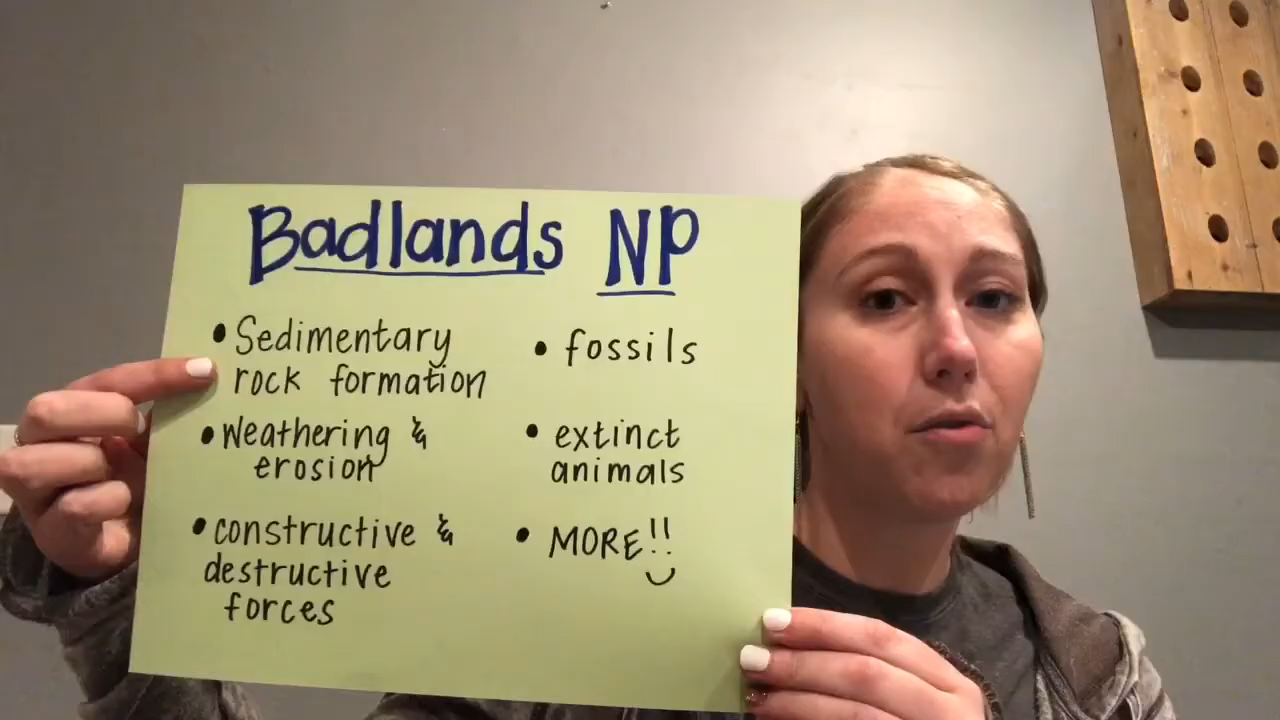 Badlands NP
• Sedimentary
rock formation
• Weathering &
erosion
• constructive &
destructive
forces
• fossils
• extinct
animals
• MORE!!